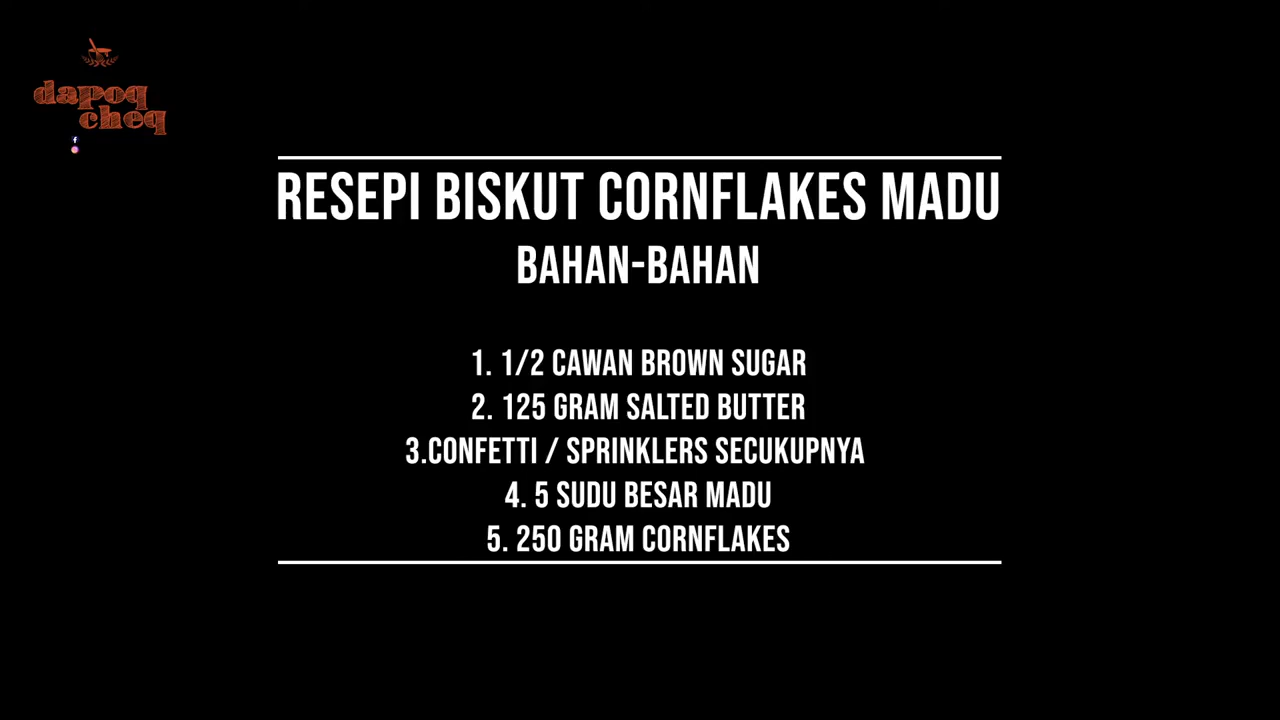 dapoq
cheq
RESEPI BISKUT CORNFLAKES MADU
BAHAN-BAHAN
1. 1/2 CAWAN BROWN SUGAR
2. 125 GRAM SALTED BUTTER
3.CONFETTI / SPRINKLERS SECUKUPNYA
4. 5 SUDU BESAR MADU
5. 250 GRAM CORNFLAKES